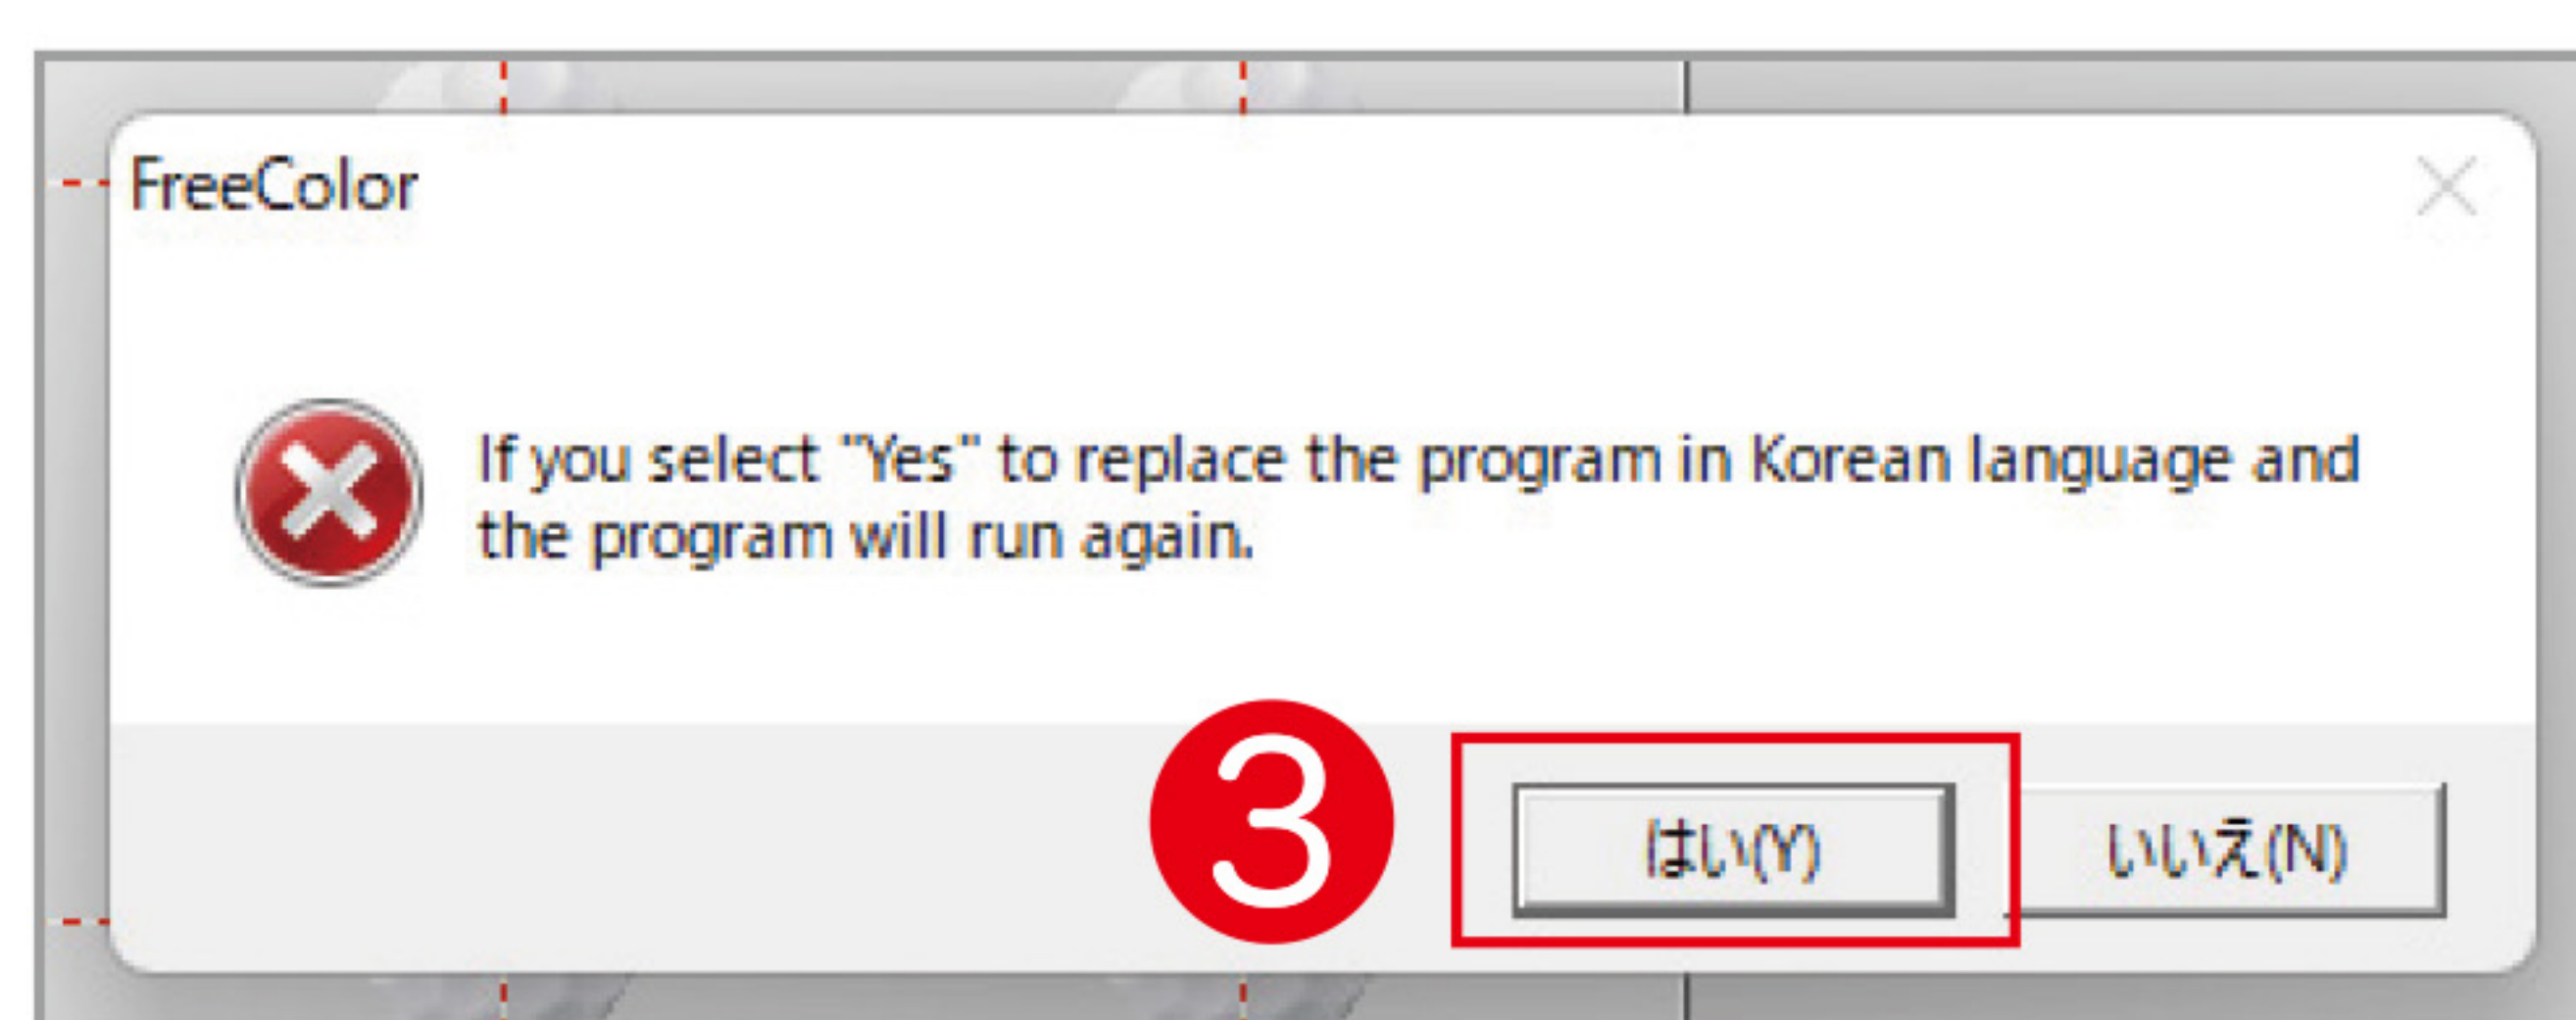 FreeColor
If you select "Yes" to replace the program in Korean language and
the program will run again.
3
はい(Y)
いいえ(N)